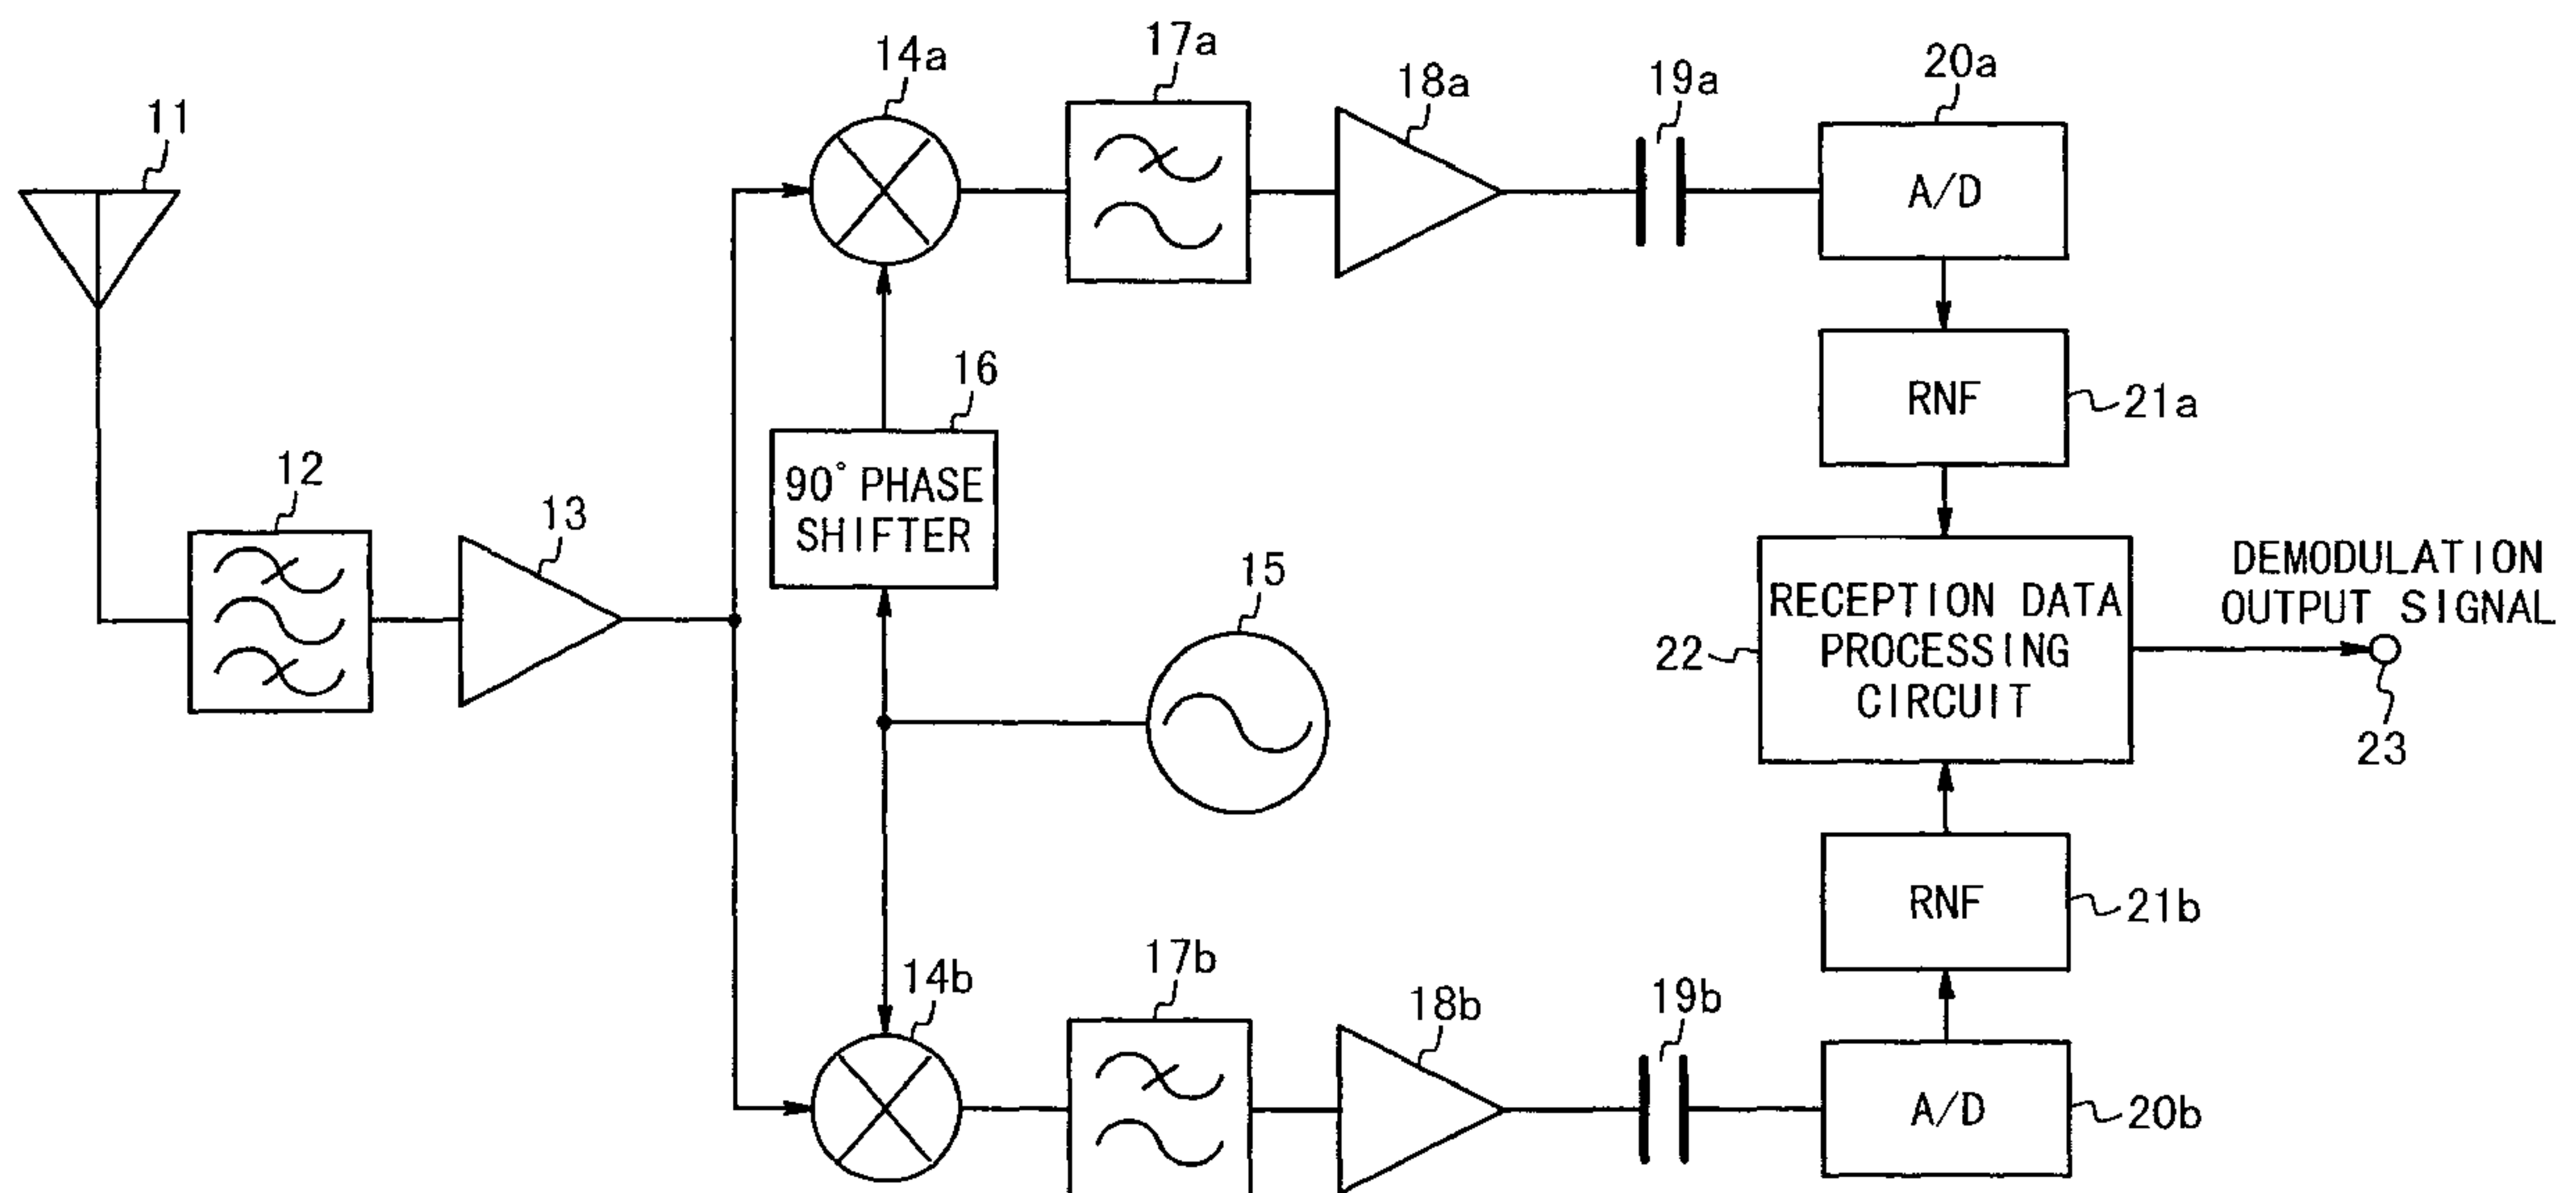 11
12
13
14a
17a
18a
19a
20a
A/D
RNF
21a
16
90° PHASE
SHIFTER
15
RECEPTION DATA
PROCESSING
CIRCUIT
22
DEMODULATION
OUTPUT SIGNAL
23
RNF
21b
14b
17b
18b
19b
A/D
20b